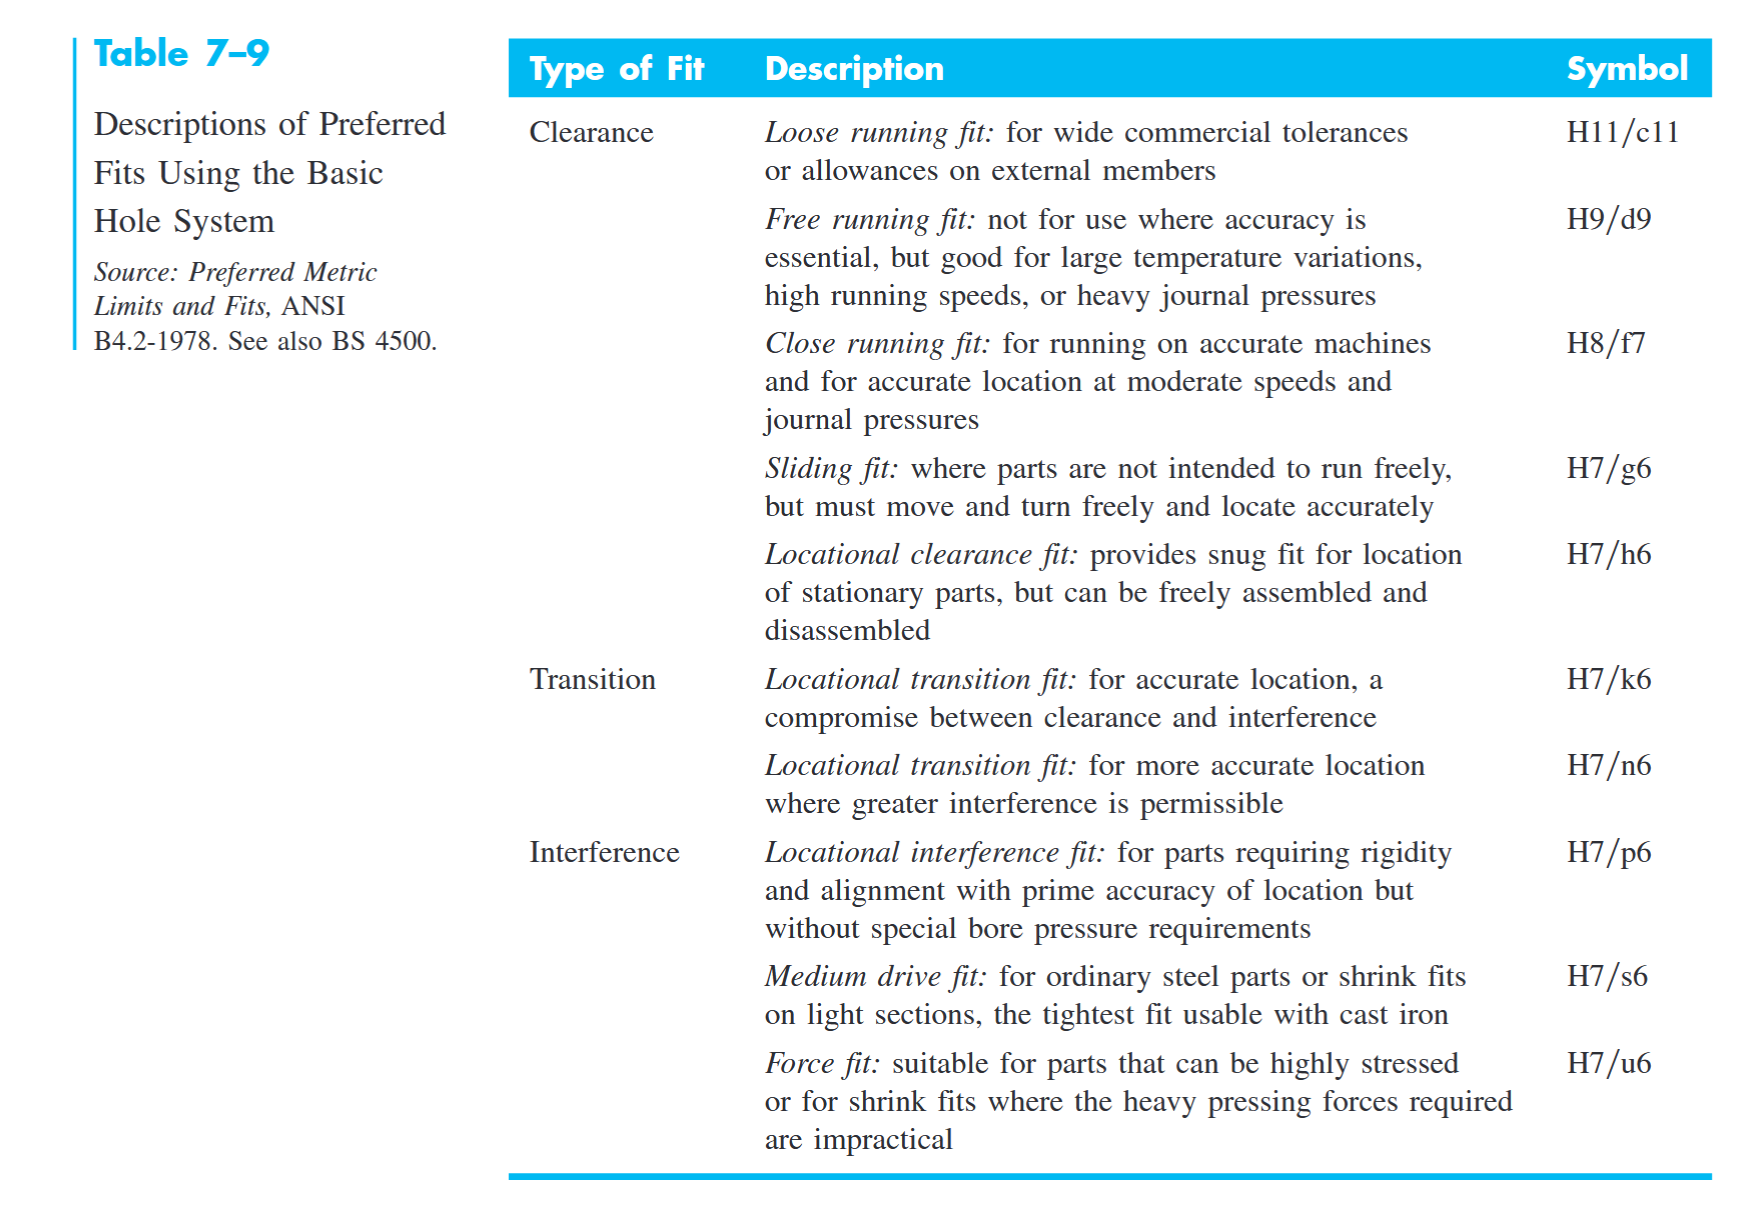 Table 7–9
Descriptions of Preferred
Fits Using the Basic
Hole System
Source: Preferred Metric
Limits and Fits, ANSI
B4.2-1978. See also BS 4500.
Type of Fit Description Symbol
Clearance Loose running fit: for wide commercial tolerances H11/c11
or allowances on external members
Free running fit: not for use where accuracy is H9/d9
essential, but good for large temperature variations,
high running speeds, or heavy journal pressures
Close running fit: for running on accurate machines H8/f7
and for accurate location at moderate speeds and
journal pressures
Sliding fit: where parts are not intended to run freely, H7/g6
but must move and turn freely and locate accurately
Locational clearance fit: provides snug fit for location H7/h6
of stationary parts, but can be freely assembled and
disassembled
Transition Locational transition fit: for accurate location, a H7/k6
compromise between clearance and interference
Locational transition fit: for more accurate location H7/n6
where greater interference is permissible
Interference Locational interference fit: for parts requiring rigidity H7/p6
and alignment with prime accuracy of location but
without special bore pressure requirements
Medium drive fit: for ordinary steel parts or shrink fits H7/s6
on light sections, the tightest fit usable with cast iron
Force fit: suitable for parts that can be highly stressed H7/u6
or for shrink fits where the heavy pressing forces required
are impractical